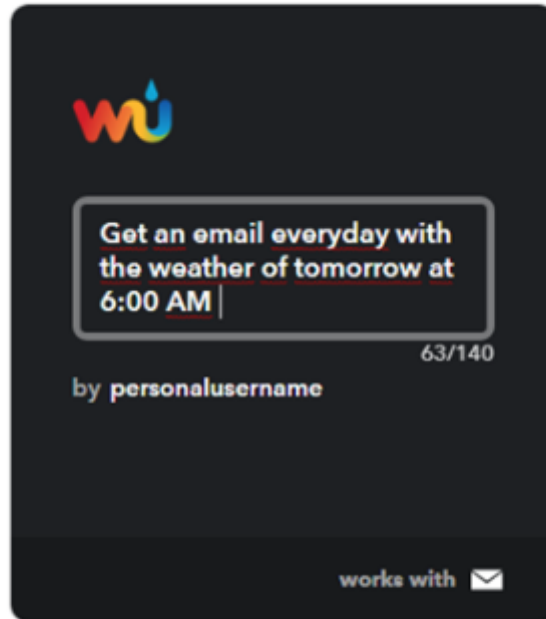 wu
Get an email everyday with
the weather of tomorrow at
6:00 AM
63/140
by personalusername
works with